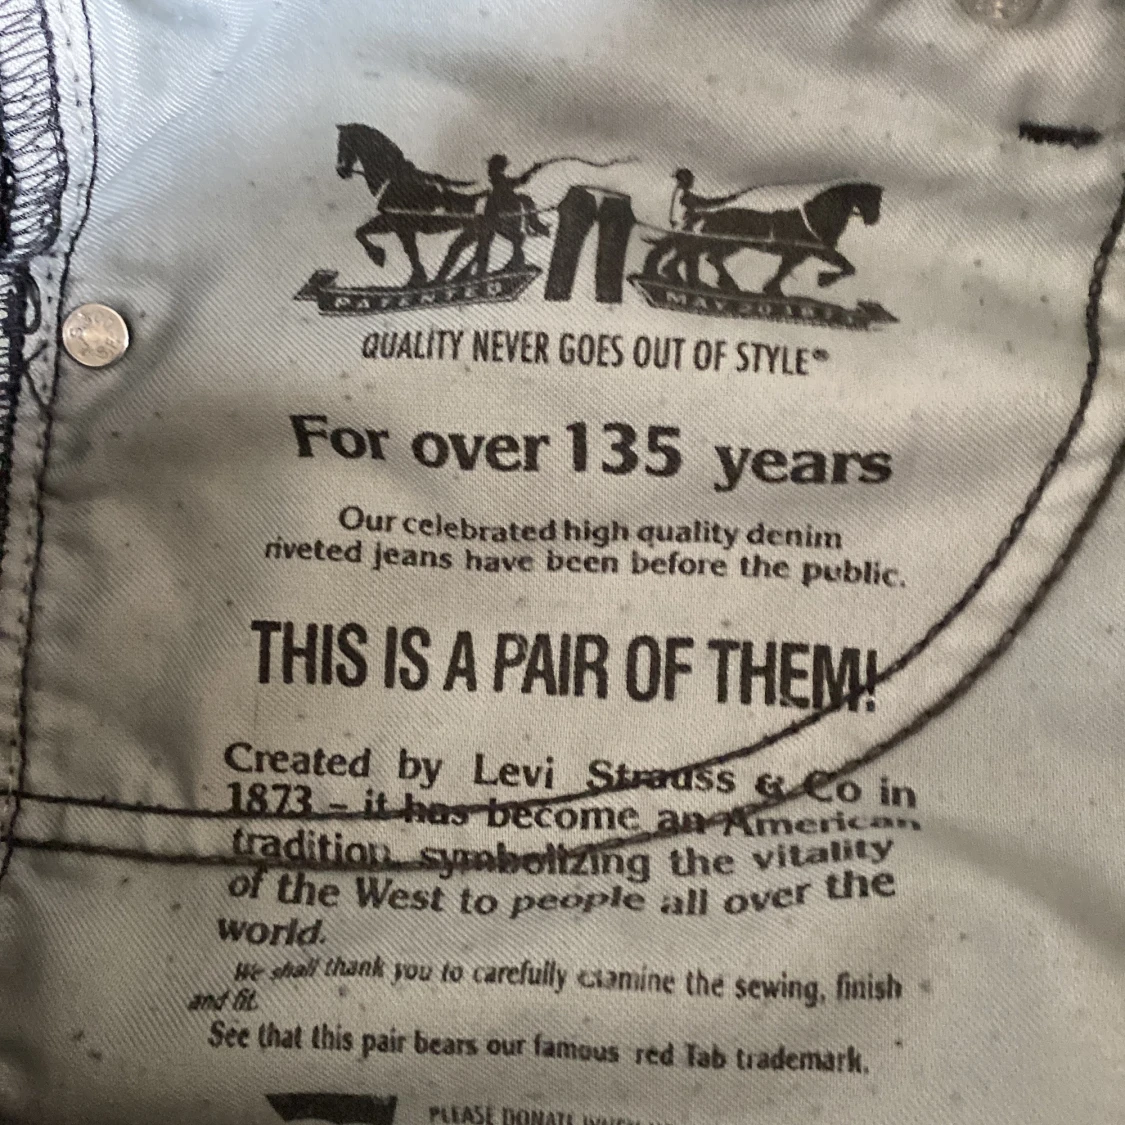 PATENTED MAY 20 1873
QUALITY NEVER GOES OUT OF STYLE®
For over 135 years
Our celebrated high quality denim
riveted jeans have been before the public.
THIS IS A PAIR OF THEM!
Created by Levi Strauss & Co in
1873 – it has become an American
tradition, symbolizing the vitality
of the West to people all over the
world.
We shall thank you to carefully examine the sewing, finish
and fit.
See that this pair bears our famous red Tab trademark.
PLEASE DONATE WHEN